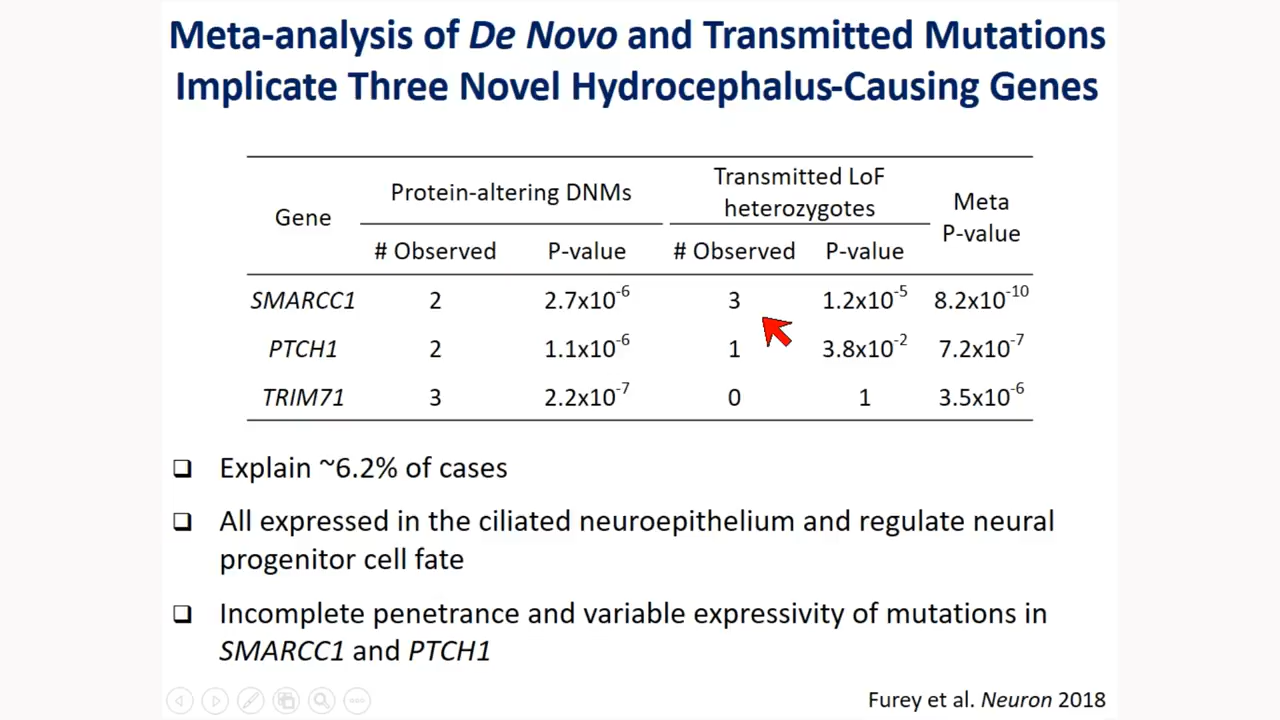 Meta-analysis of De Novo and Transmitted Mutations
Implicate Three Novel Hydrocephalus-Causing Genes
Gene
Protein-altering DNMs
Transmitted LoF
heterozygotes
Meta
P-value
# Observed P-value # Observed P-value
SMARCC1 2 2.7x10⁻⁶ 3 1.2x10⁻⁵ 8.2x10⁻¹⁰
PTCH1 2 1.1x10⁻⁶ 1 3.8x10⁻² 7.2x10⁻⁷
TRIM71 3 2.2x10⁻⁷ 0 1 3.5x10⁻⁶
❑ Explain ~6.2% of cases
❑ All expressed in the ciliated neuroepithelium and regulate neural
progenitor cell fate
❑ Incomplete penetrance and variable expressivity of mutations in
SMARCC1 and PTCH1
Furey et al. Neuron 2018